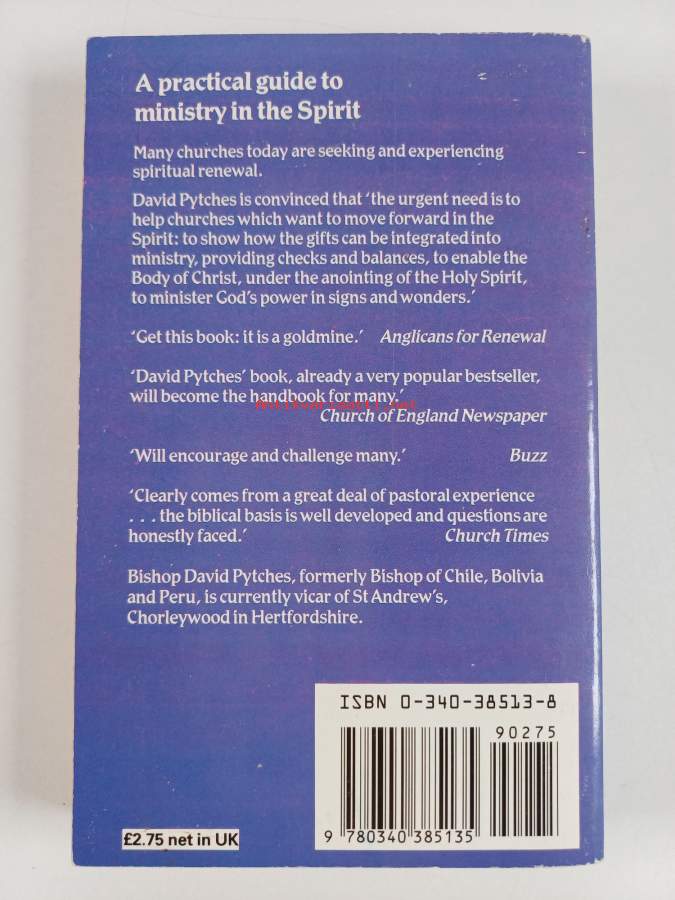 A practical guide to
ministry in the Spirit
Many churches today are seeking and experiencing
spiritual renewal.
David Pytches is convinced that ‘the urgent need is to
help churches which want to move forward in the
Spirit: to show how the gifts can be integrated into
ministry, providing checks and balances, to enable the
Body of Christ, under the anointing of the Holy Spirit,
to minister God's power in signs and wonders.’
‘Get this book: it is a goldmine.’ Anglicans for Renewal
‘David Pytches’ book, already a very popular bestseller,
will become the handbook for many.’
Church of England Newspaper
‘Will encourage and challenge many.’ Buzz
‘Clearly comes from a great deal of pastoral experience
. . . the biblical basis is well developed and questions are
honestly faced.’ Church Times
Bishop David Pytches, formerly Bishop of Chile, Bolivia
and Peru, is currently vicar of St Andrew's,
Chorleywood in Hertfordshire.
ISBN 0-340-38513-8
90275
9 780340 385135
£2.75 net in UK